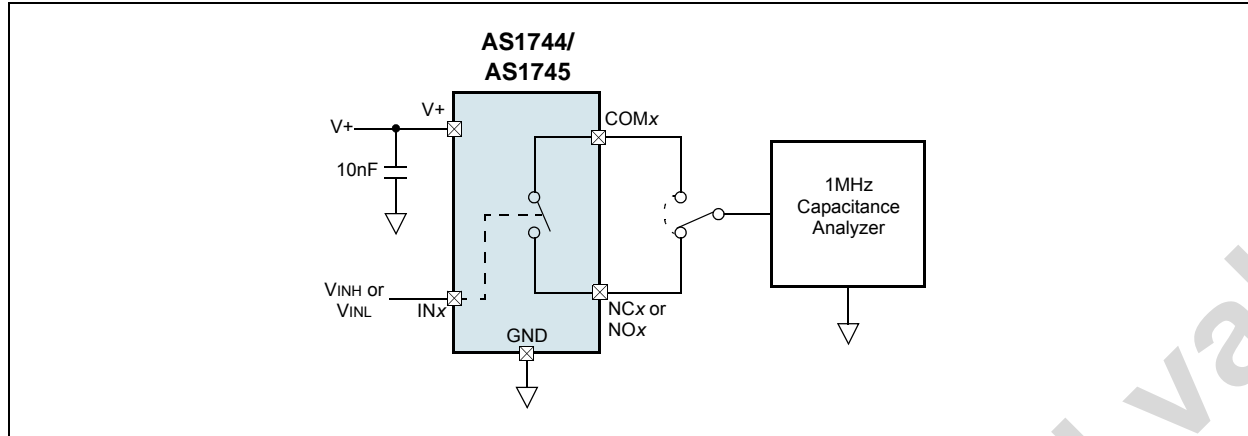 AS1744/
AS1745
V+
V+
COMx
10nF
1MHz
Capacitance
Analyzer
VINH or
VINL
INx
NCx or
NOx
GND